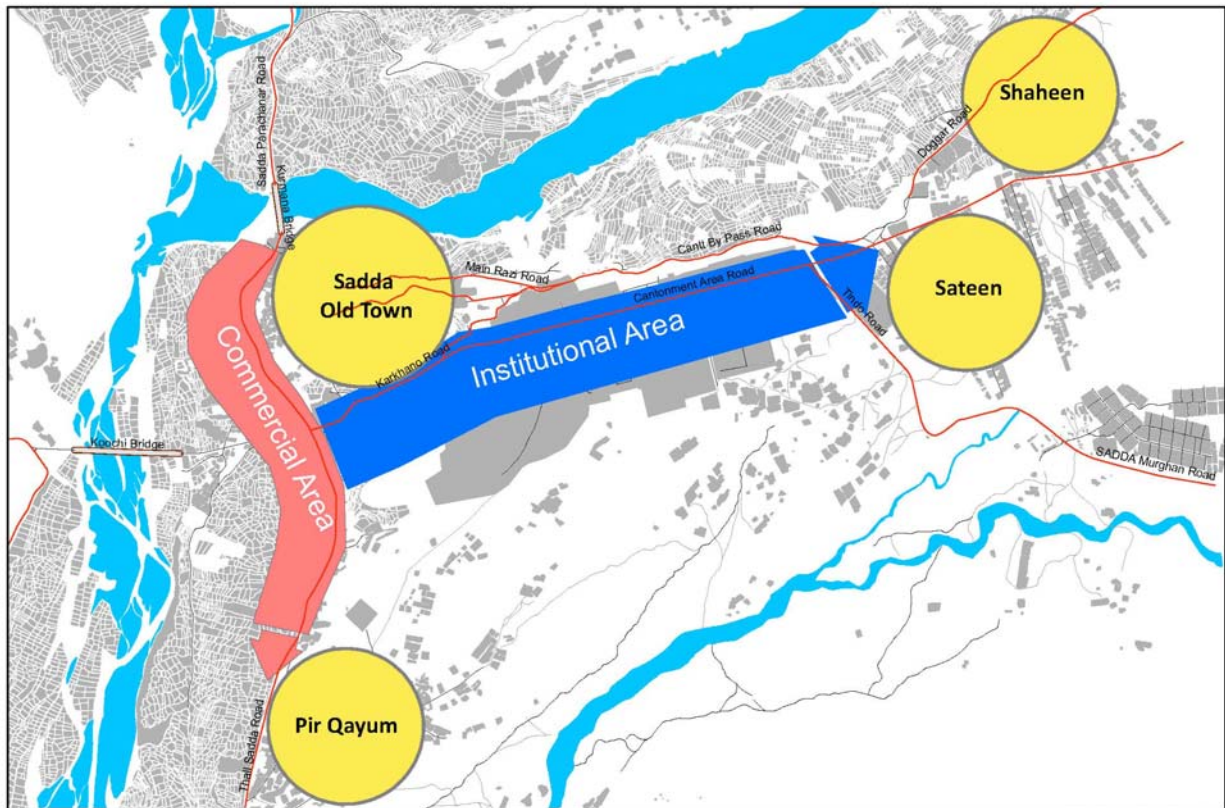 Sadda Parachanar Road
Kurmana Bridge
Shaheen
Doggar Road
Sadda
Old Town
Main Razi Road
Cantt By Pass Road
Cantonment Area Road
Sateen
Tindo Road
Institutional Area
Karkhano Road
Commercial Area
Koochi Bridge
SADDA Murghan Road
Pir Qayum
Thall Sadda Road